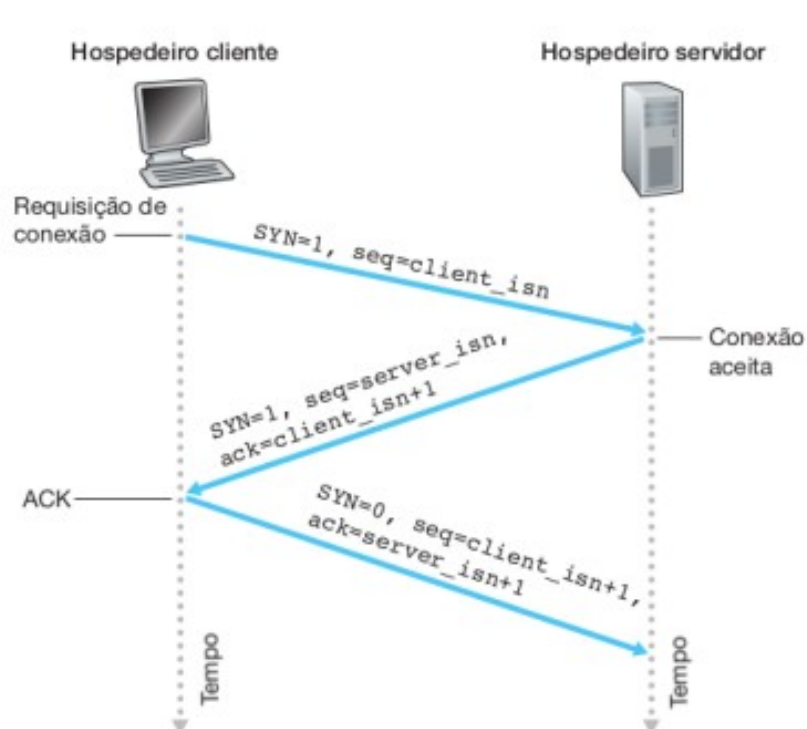 Hospedeiro cliente
Hospedeiro servidor
Requisição de
conexão
SYN=1, seq=client_isn
Conexão
aceita
SYN=1, seq=server_isn,
ack=client_isn+1
ACK
SYN=0, seq=client_isn+1,
ack=server_isn+1
Tempo
Tempo